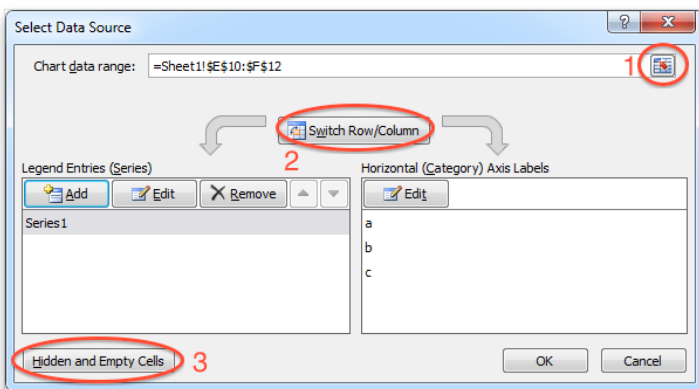 Select Data Source
Chart data range: =Sheet1!$E$10:$F$12
1
Switch Row/Column
2
Legend Entries (Series)
Horizontal (Category) Axis Labels
Add Edit Remove
Edit
Series1
a
b
c
Hidden and Empty Cells
3
OK Cancel